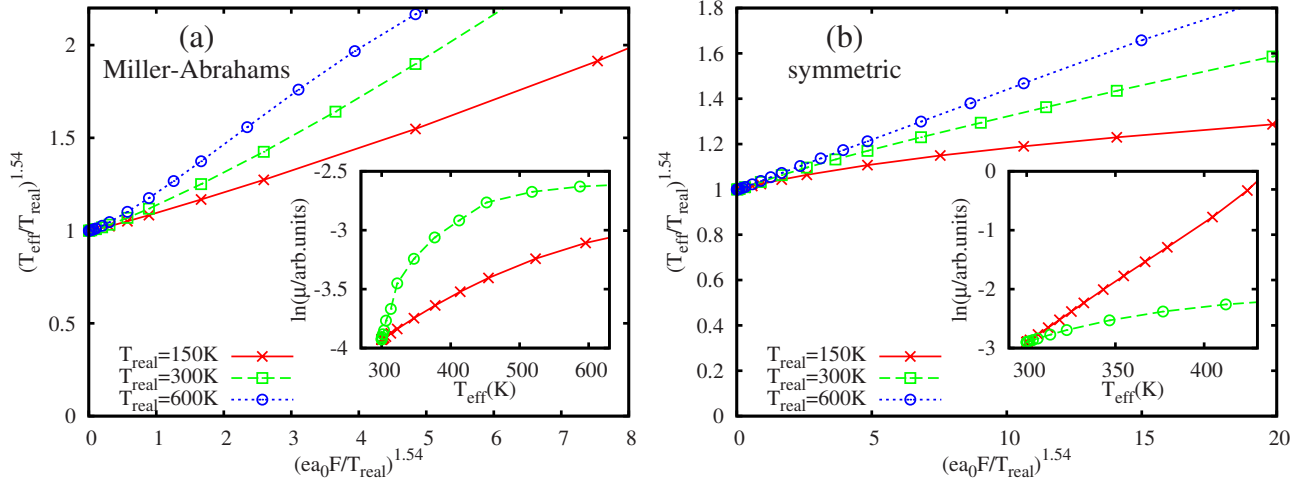 (a)
Miller-Abrahams
(T_eff/T_real)^1.54
2
1.5
1
0.5
0
T_real=150K
T_real=300K
T_real=600K
0 1 2 3 4 5 6 7 8
(ea_0F/T_real)^1.54
ln(μ/arb.units)
-2.5
-3
-3.5
-4
300 400 500 600
T_eff(K)
(b)
symmetric
(T_eff/T_real)^1.54
1.8
1.6
1.4
1.2
1
0.8
0.6
0.4
0.2
0
T_real=150K
T_real=300K
T_real=600K
0 5 10 15 20
(ea_0F/T_real)^1.54
ln(μ/arb.units)
0
-1
-2
-3
300 350 400
T_eff(K)